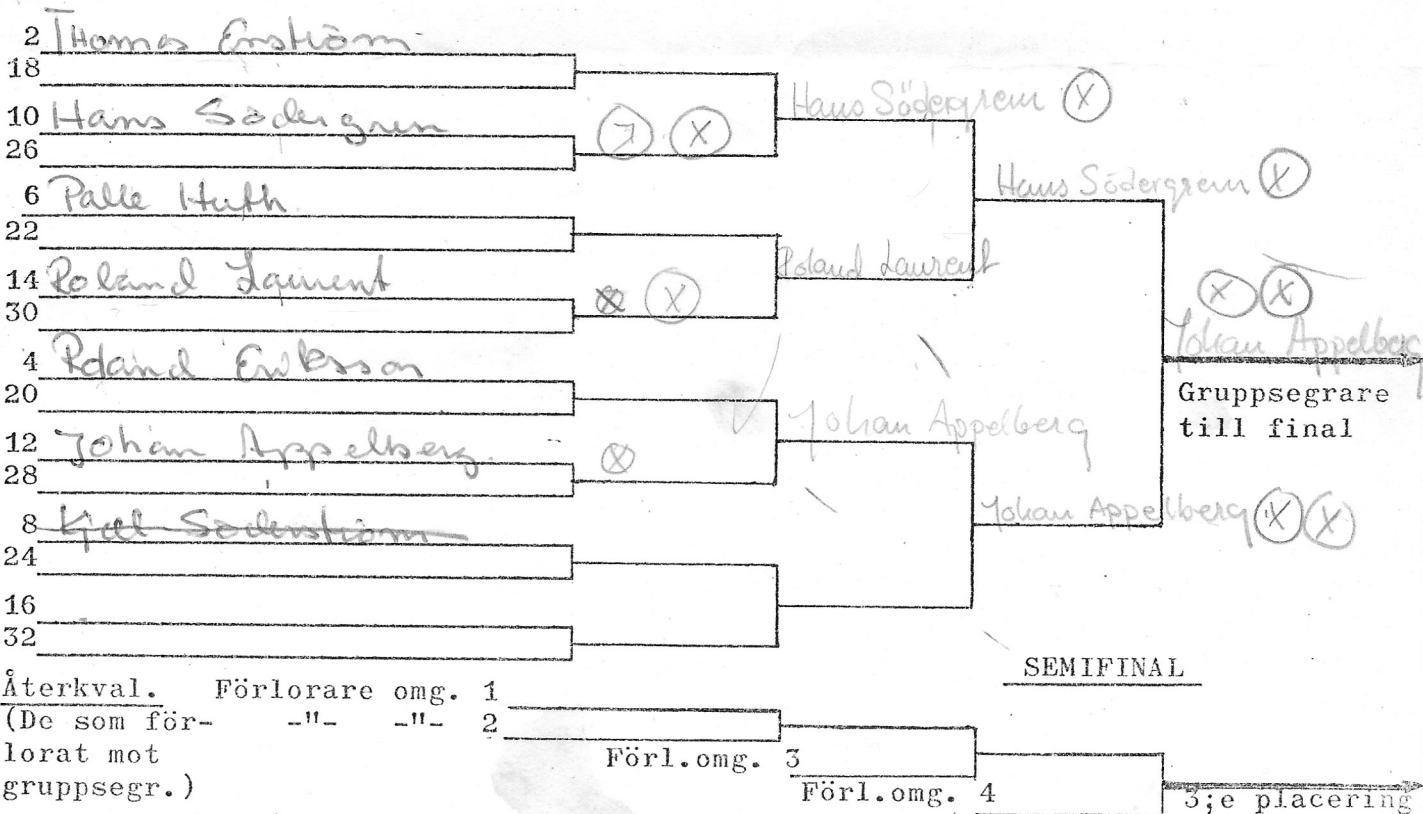 2 Thomas Enström
18
Hans Södergren X
10 Hans Södergren 7 X
26
Hans Södergren X
6 Palle Huth
22
Roland Laurent
14 Roland Laurent X
30
X X
Johan Appelberg
4 Roland Eriksson
20
Gruppsegrare
till final
Johan Appelberg
12 Johan Appelberg X
28
Johan Appelberg X X
8 Kjell Söderström
24
16
32
SEMIFINAL
Återkval. Förlorare omg. 1
(De som för- -"- -"- 2
lorat mot Förl.omg. 3
gruppsegr.) Förl.omg. 4
3;e placering